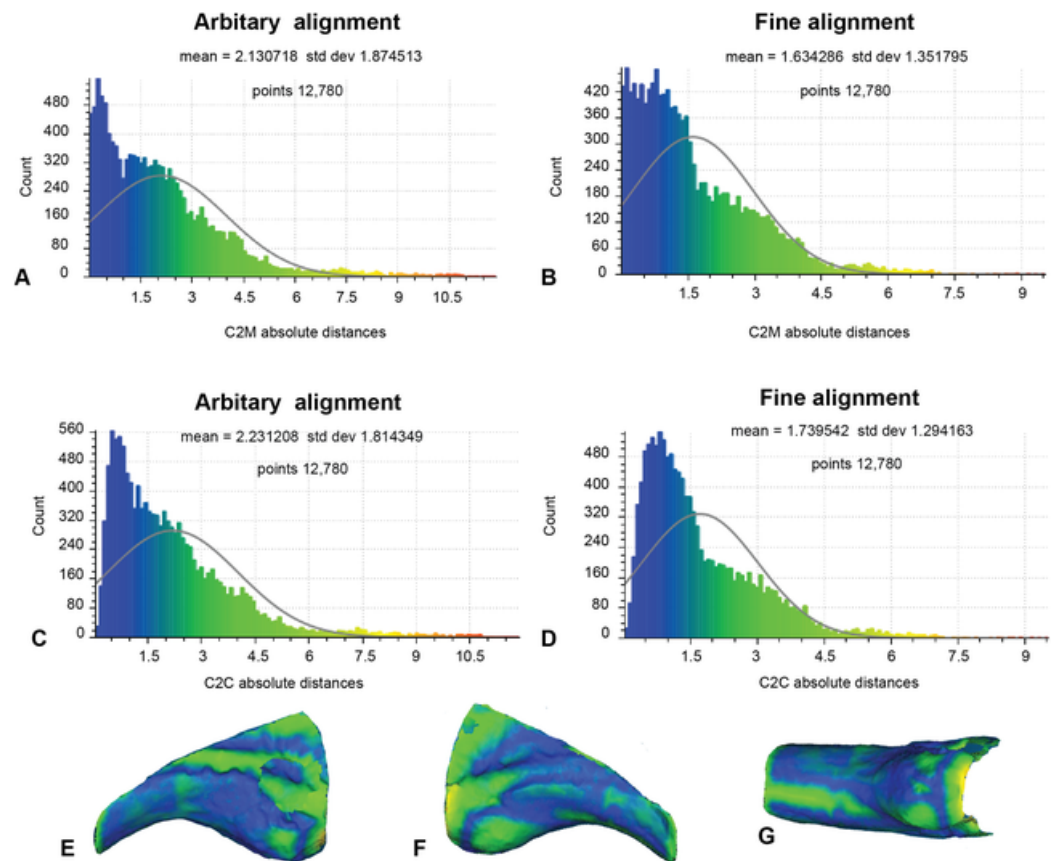 Arbitary alignment
mean = 2.130718 std dev 1.874513
points 12,780
480
400
320
240
160
80
0
Count
1.5 3 4.5 6 7.5 9 10.5
A
C2M absolute distances
Fine alignment
mean = 1.634286 std dev 1.351795
points 12,780
420
360
300
240
180
120
60
0
Count
1.5 3 4.5 6 7.5 9
B
C2M absolute distances
Arbitary alignment
mean = 2.231208 std dev 1.814349
points 12,780
560
480
400
320
240
160
80
0
Count
1.5 3 4.5 6 7.5 9 10.5
C
C2C absolute distances
Fine alignment
mean = 1.739542 std dev 1.294163
points 12,780
480
400
320
240
160
80
0
Count
1.5 3 4.5 6 7.5 9
D
C2C absolute distances
E
F
G